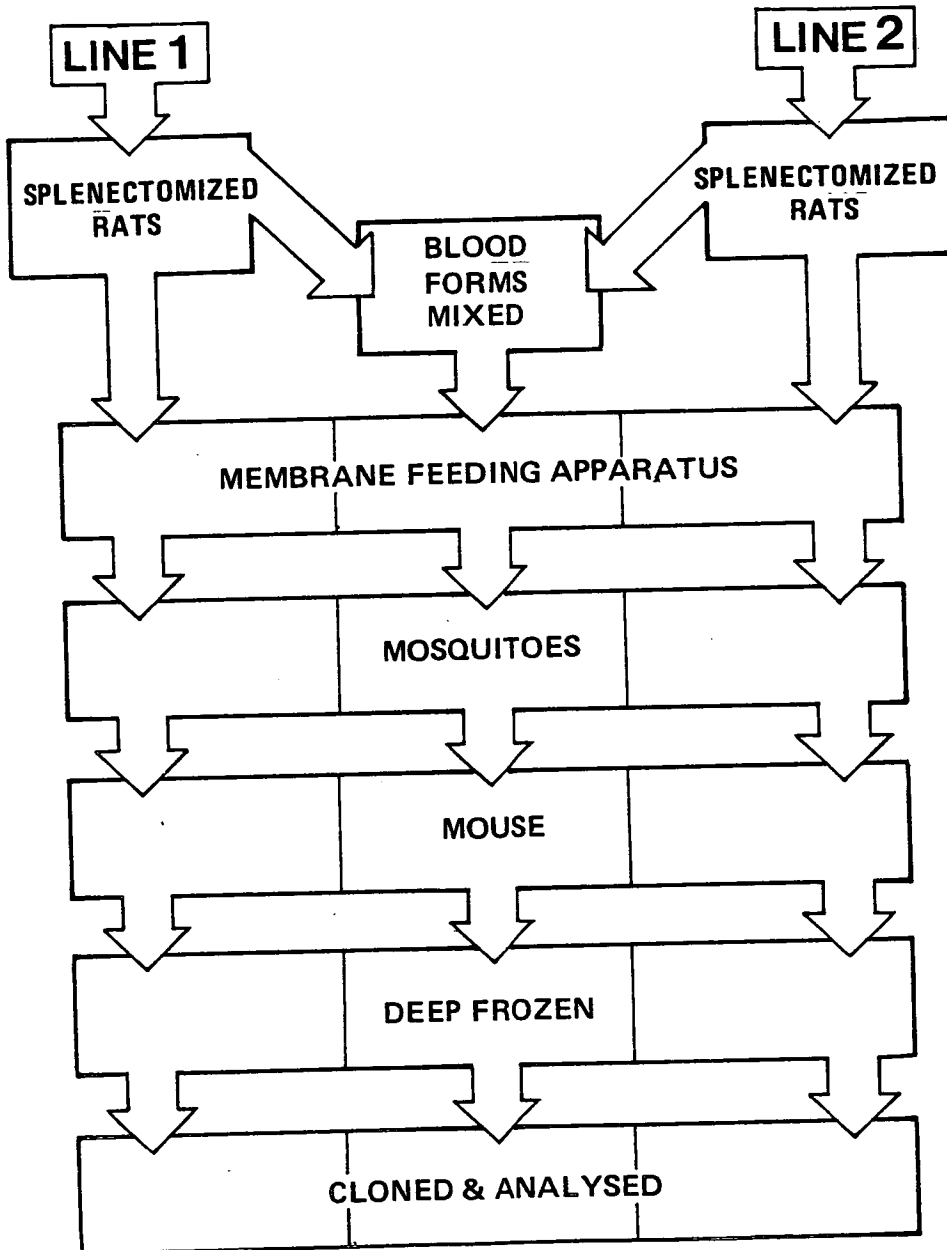 LINE 1
LINE 2
SPLENECTOMIZED
RATS
SPLENECTOMIZED
RATS
BLOOD
FORMS
MIXED
MEMBRANE FEEDING APPARATUS
MOSQUITOES
MOUSE
DEEP FROZEN
CLONED & ANALYSED